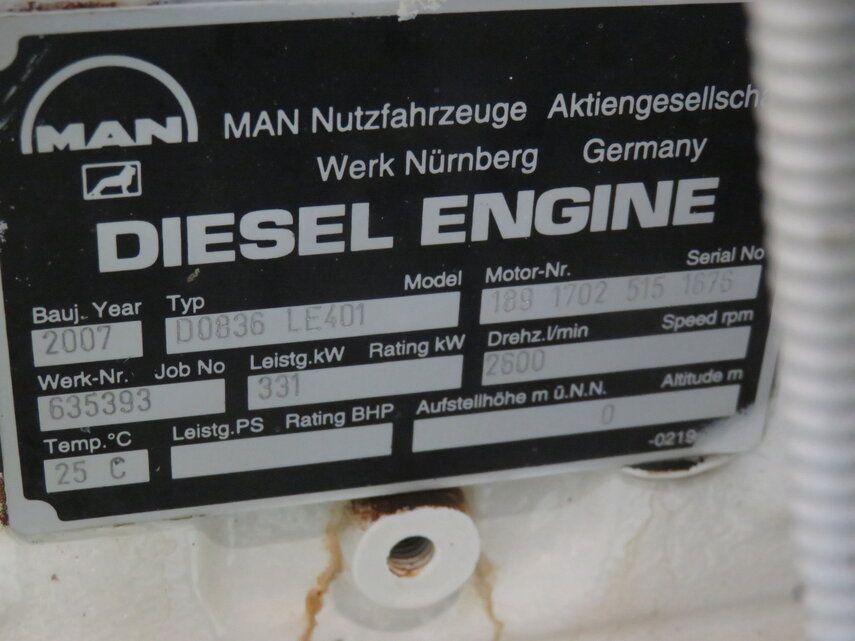 MAN
MAN Nutzfahrzeuge Aktiengesellscha
Werk Nürnberg Germany
DIESEL ENGINE
Bauj. Year Typ Model Motor-Nr. Serial No
2007 D0836 LE401 189 1702 515 1676
Werk-Nr. Job No Leistg.kW Rating kW Drehz.l/min Speed rpm
635393 331 2600
Temp.°C Leistg.PS Rating BHP Aufstellhöhe m ü.N.N. Altitude m
25 C 0
-0219